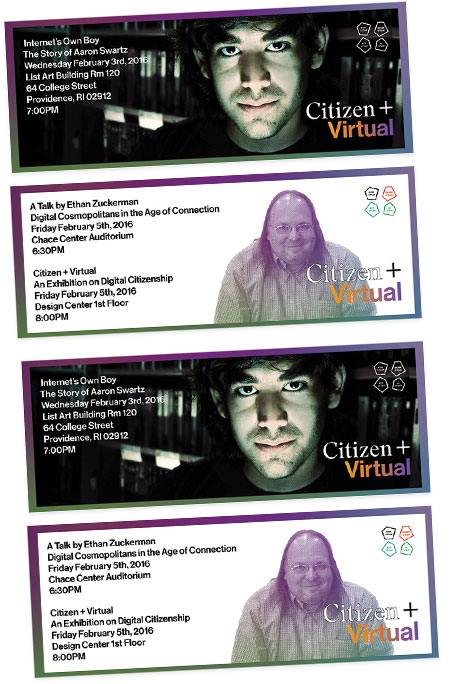 Internet's Own Boy
The Story of Aaron Swartz
Wednesday February 3rd, 2016
List Art Building Rm 120
64 College Street
Providence, RI 02912
7:00PM
Citizen +
Virtual
A Talk by Ethan Zuckerman
Digital Cosmopolitans in the Age of Connection
Friday February 5th, 2016
Chace Center Auditorium
6:30PM
Citizen + Virtual
An Exhibition on Digital Citizenship
Friday February 5th, 2016
Design Center 1st Floor
8:00PM
Citizen +
Virtual
Internet's Own Boy
The Story of Aaron Swartz
Wednesday February 3rd, 2016
List Art Building Rm 120
64 College Street
Providence, RI 02912
7:00PM
Citizen +
Virtual
A Talk by Ethan Zuckerman
Digital Cosmopolitans in the Age of Connection
Friday February 5th, 2016
Chace Center Auditorium
6:30PM
Citizen + Virtual
An Exhibition on Digital Citizenship
Friday February 5th, 2016
Design Center 1st Floor
8:00PM
Citizen +
Virtual